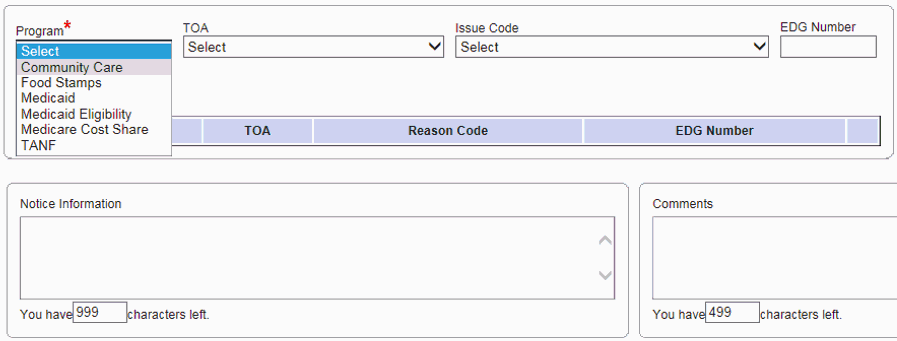 Program* TOA Issue Code EDG Number
Select Select Select
Community Care
Food Stamps
Medicaid
Medicaid Eligibility
Medicare Cost Share
TANF
TOA Reason Code EDG Number
Notice Information
You have 999 characters left.
Comments
You have 499 characters left.